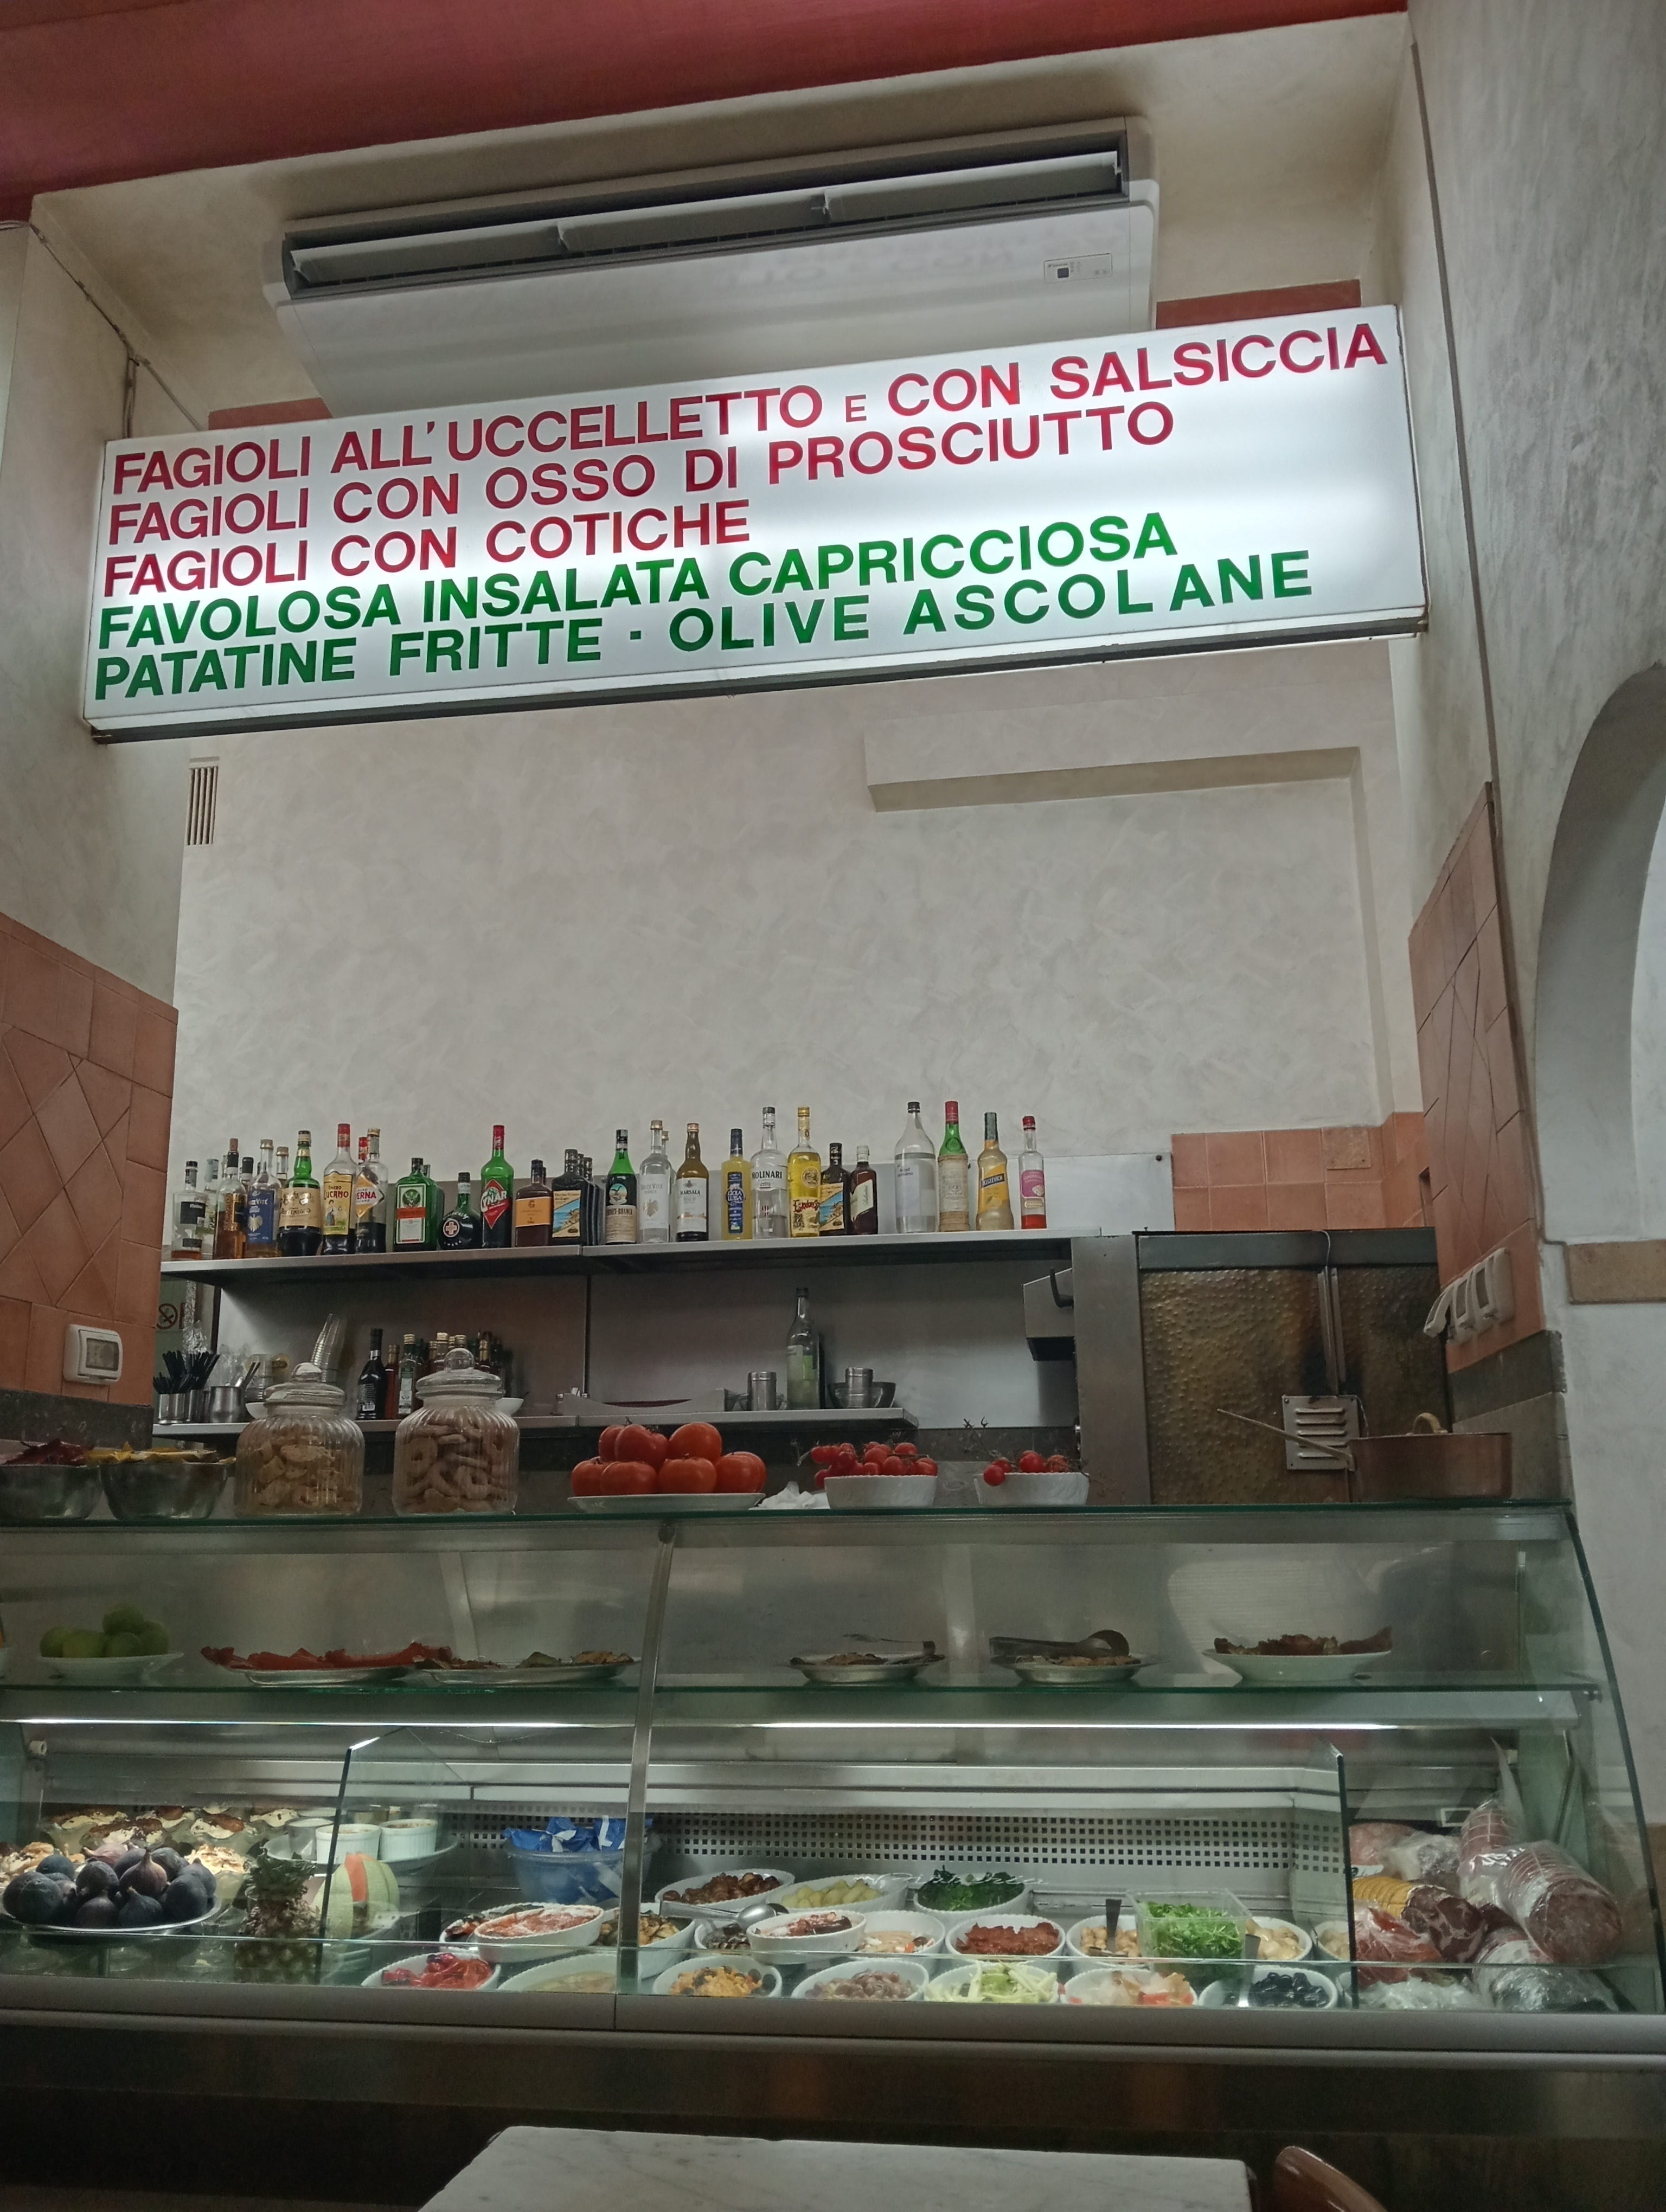 FAGIOLI ALL'UCCELLETTO E CON SALSICCIA
FAGIOLI CON OSSO DI PROSCIUTTO
FAGIOLI CON COTICHE
FAVOLOSA INSALATA CAPRICCIOSA
PATATINE FRITTE · OLIVE ASCOLANE
MOLINARI